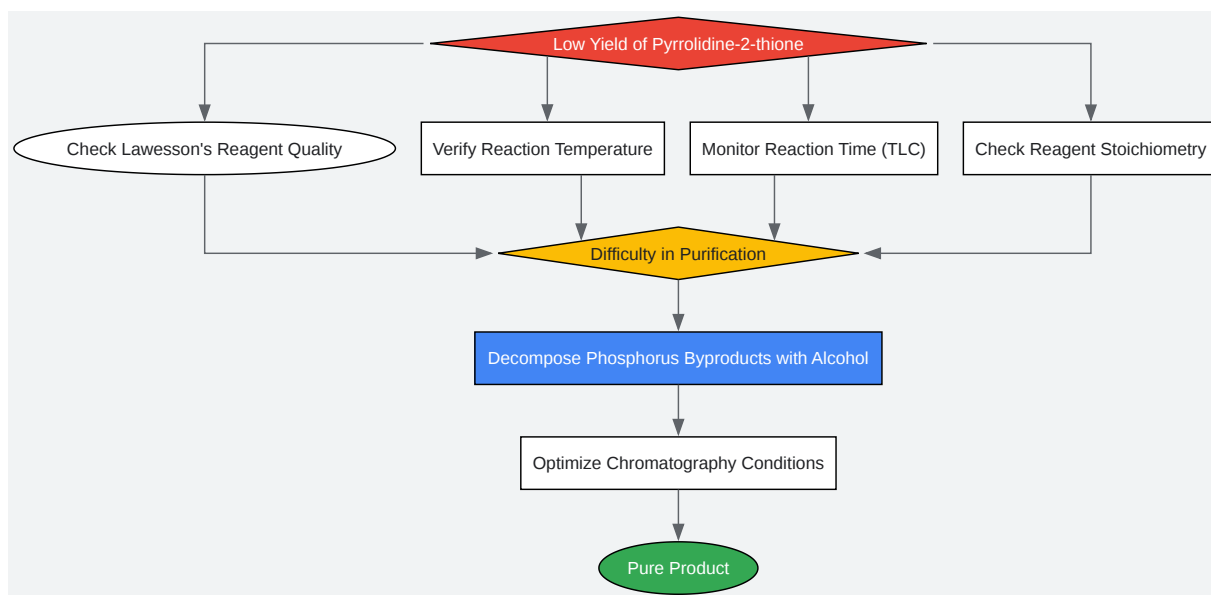 Low Yield of Pyrrolidine-2-thione
Check Lawesson's Reagent Quality
Verify Reaction Temperature
Monitor Reaction Time (TLC)
Check Reagent Stoichiometry
Difficulty in Purification
Decompose Phosphorus Byproducts with Alcohol
Optimize Chromatography Conditions
Pure Product